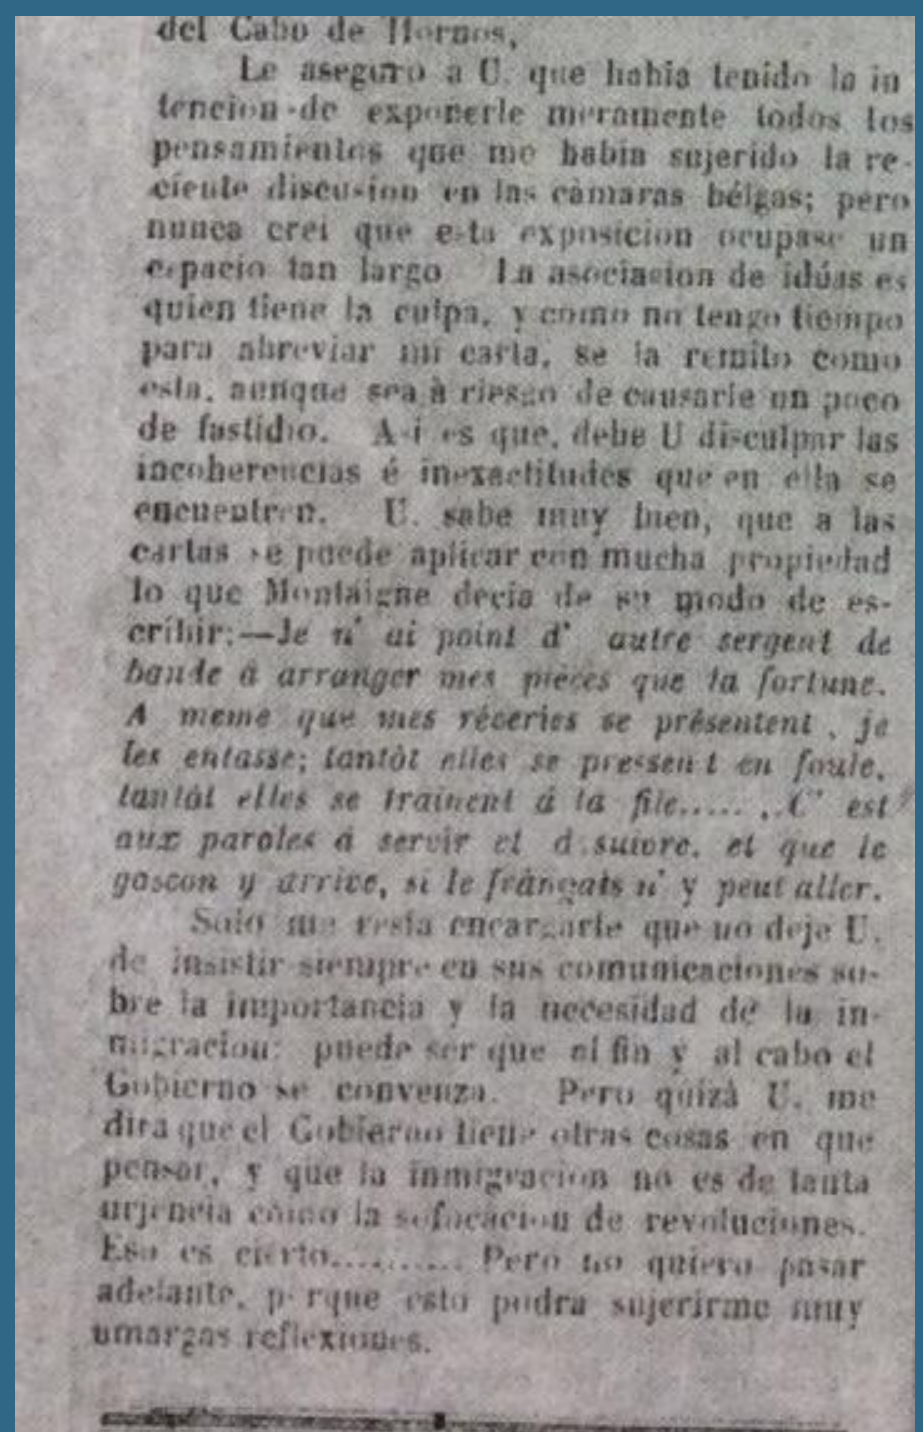 del Cabo de Hornos,
Le aseguro a U. que habia tenido la in
tencion de exponerle meramente todos los
pensamientos que me habia sujerido la re-
ciente discusion en las càmaras bélgas; pero
nunca crei que esta exposicion ocupase un
espacio tan largo La asociacion de idúas es
quien tiene la culpa, y como no tengo tiempo
para abreviar mi carta, se la remito como
esta, aunque sea à riesgo de causarle un poco
de fastidio. Asi es que, debe U disculpar las
incoherencias é inexactitudes que en ella se
encuentren. U. sabe muy bien, que a las
cartas se puede aplicar con mucha propiedad
lo que Montaigne decia de su modo de es-
cribir:—Je n' ai point d' autre sergent de
bande à arranger mes pièces que la fortune.
A meme que mes réveries se présentent, je
les entasse; tantòt elles se pressent en foule,
tantàt elles se trainent á la file...... ..C' est
aux paroles à servir et à suivre, et que le
gascon y arrive, si le frànçais n' y peut aller.
Solo me resta encargarle que no deje U.
de insistir siempre en sus comunicaciones so-
bre la importancia y la necesidad de la in-
migracion: puede ser que al fin y al cabo el
Gobierno se convenza. Pero quizà U. me
dira que el Gobierno tiene otras cosas en que
pensar, y que la inmigracion no es de tanta
urjencia còmo la sofocacion de revoluciones.
Eso es cierto.......... Pero no quiero pasar
adelante, porque esto podra sujerirme muy
amargas reflexiones.